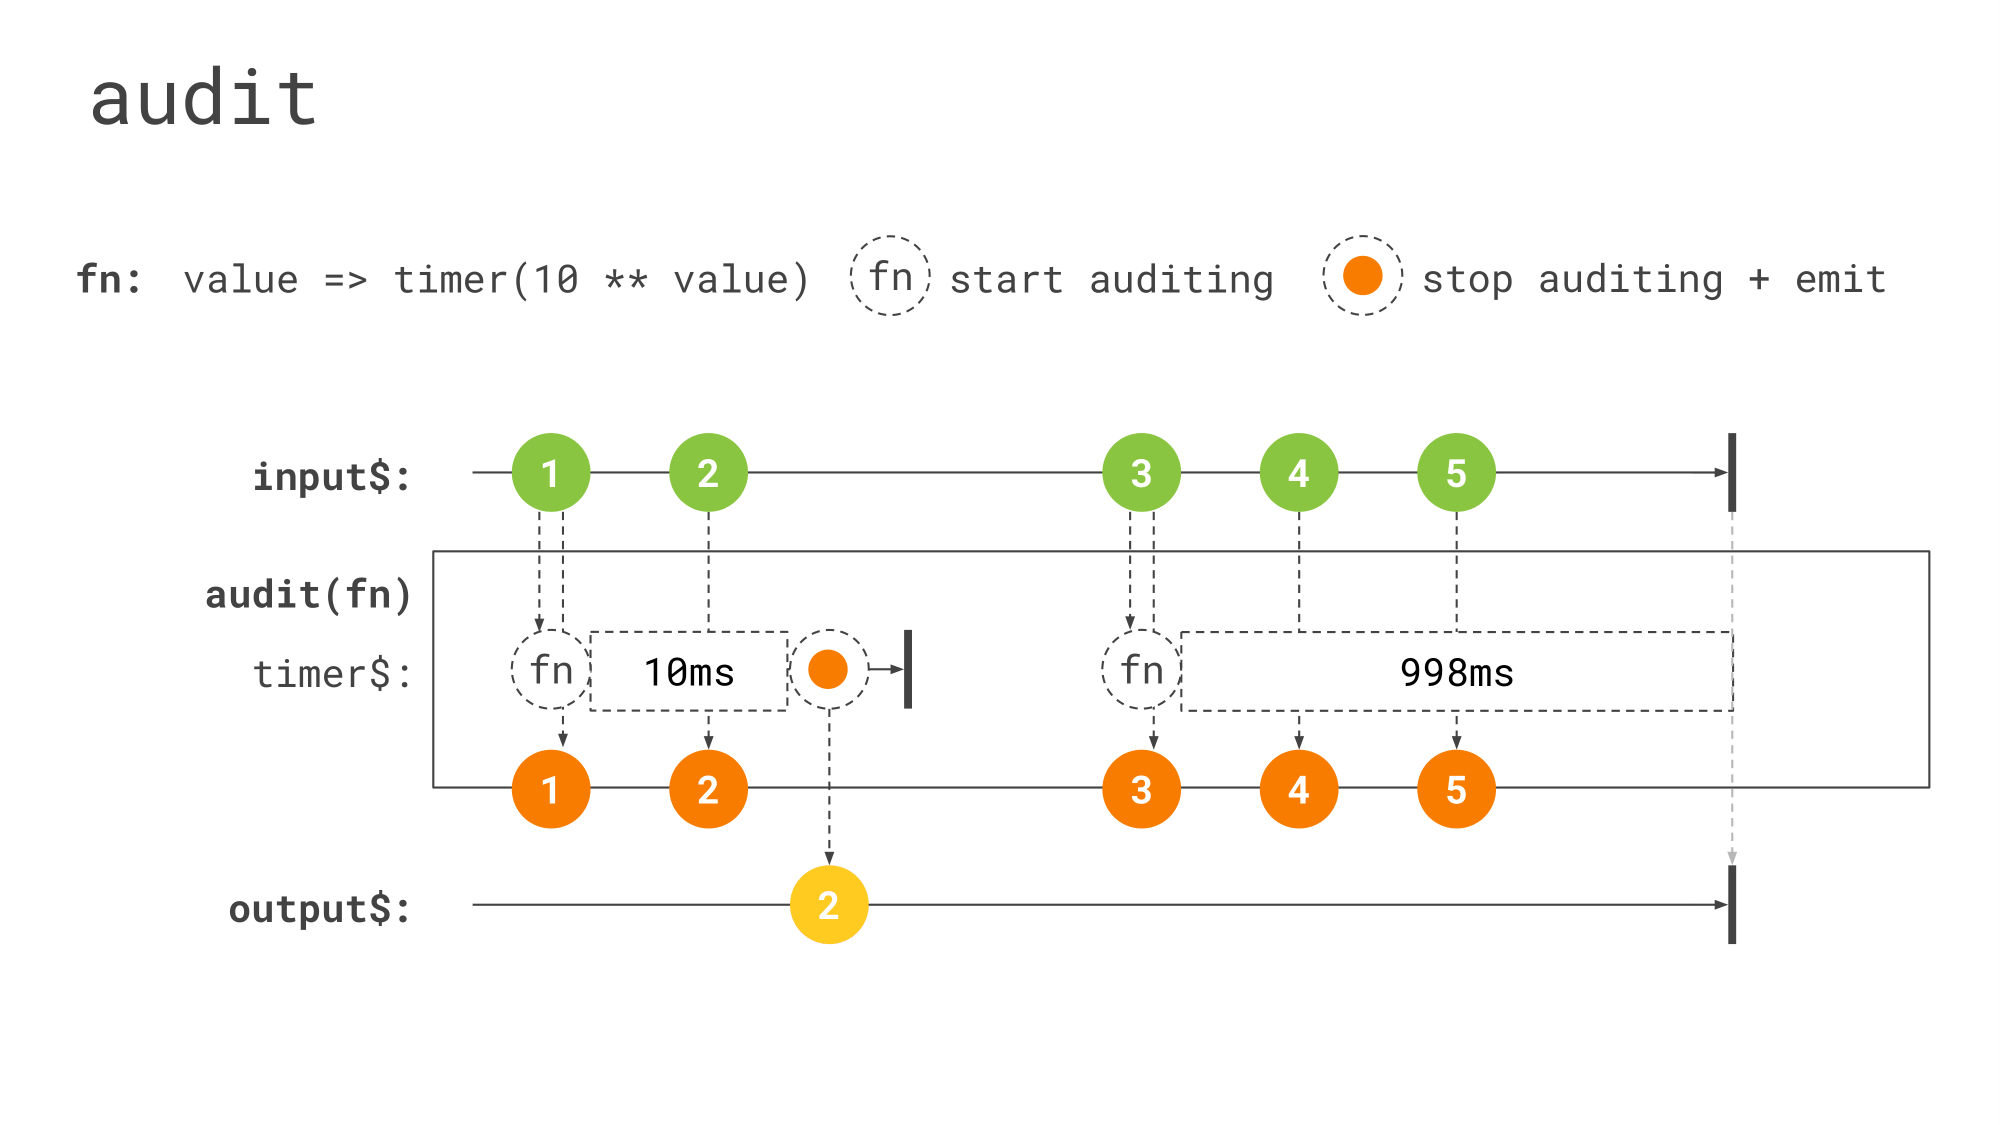 audit
fn: value => timer(10 ** value) fn start auditing stop auditing + emit
input$: 1 2 3 4 5
audit(fn)
timer$: fn 10ms fn 998ms
1 2 3 4 5
output$: 2